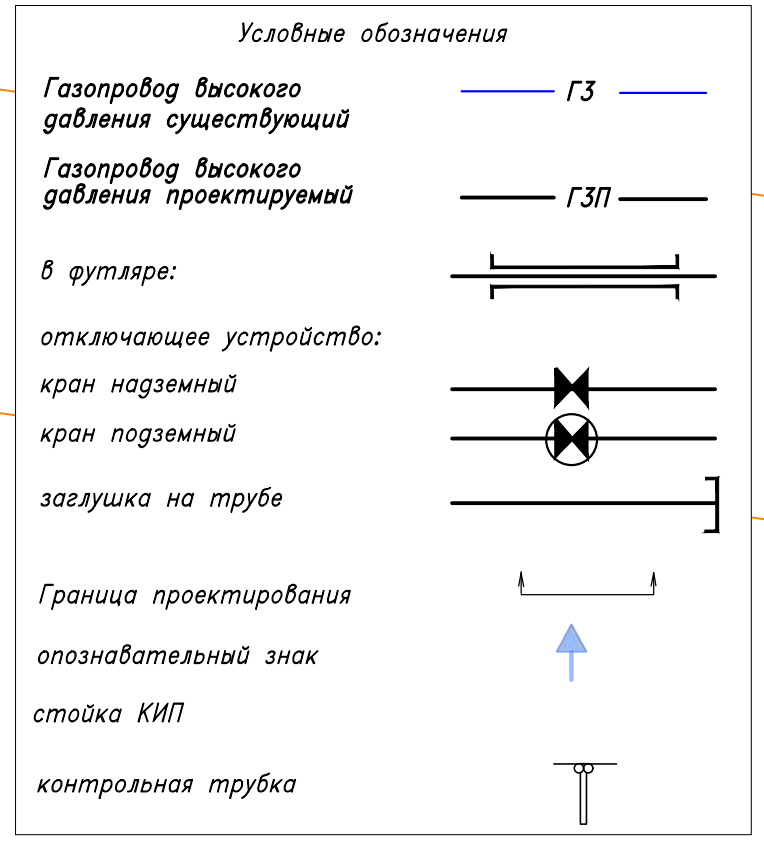 Условные обозначения
Газопровод высокого
давления существующий
Г3
Газопровод высокого
давления проектируемый
Г3П
в футляре:
отключающее устройство:
кран надземный
кран подземный
заглушка на трубе
Граница проектирования
опознавательный знак
стойка КИП
контрольная трубка